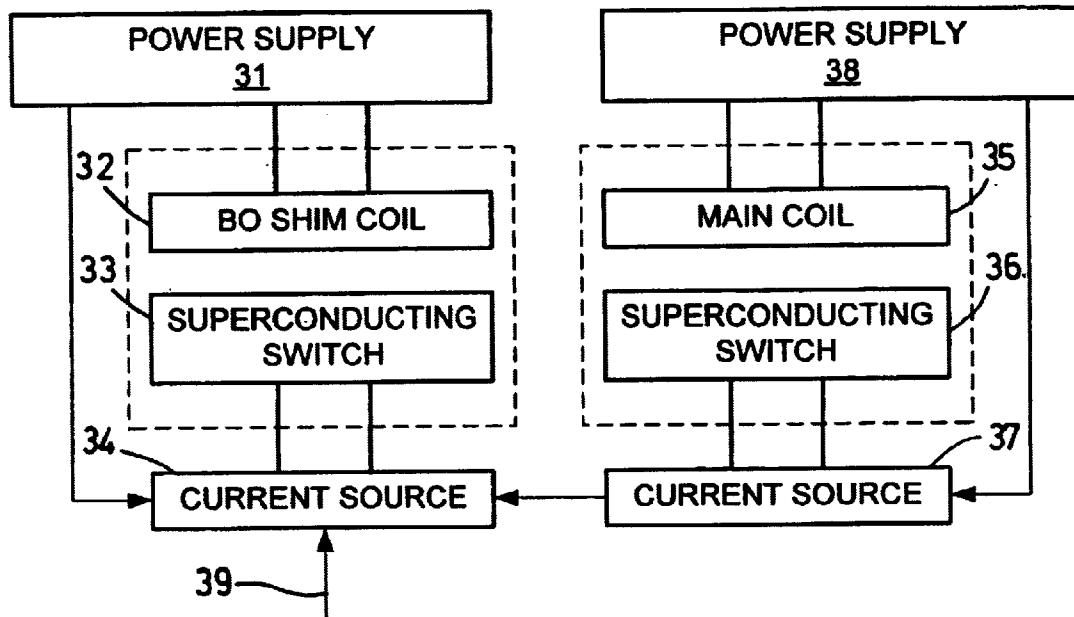 POWER SUPPLY
31
POWER SUPPLY
38
32
BO SHIM COIL
MAIN COIL
35
33
SUPERCONDUCTING
SWITCH
SUPERCONDUCTING
SWITCH
36
34
CURRENT SOURCE
CURRENT SOURCE
37
39